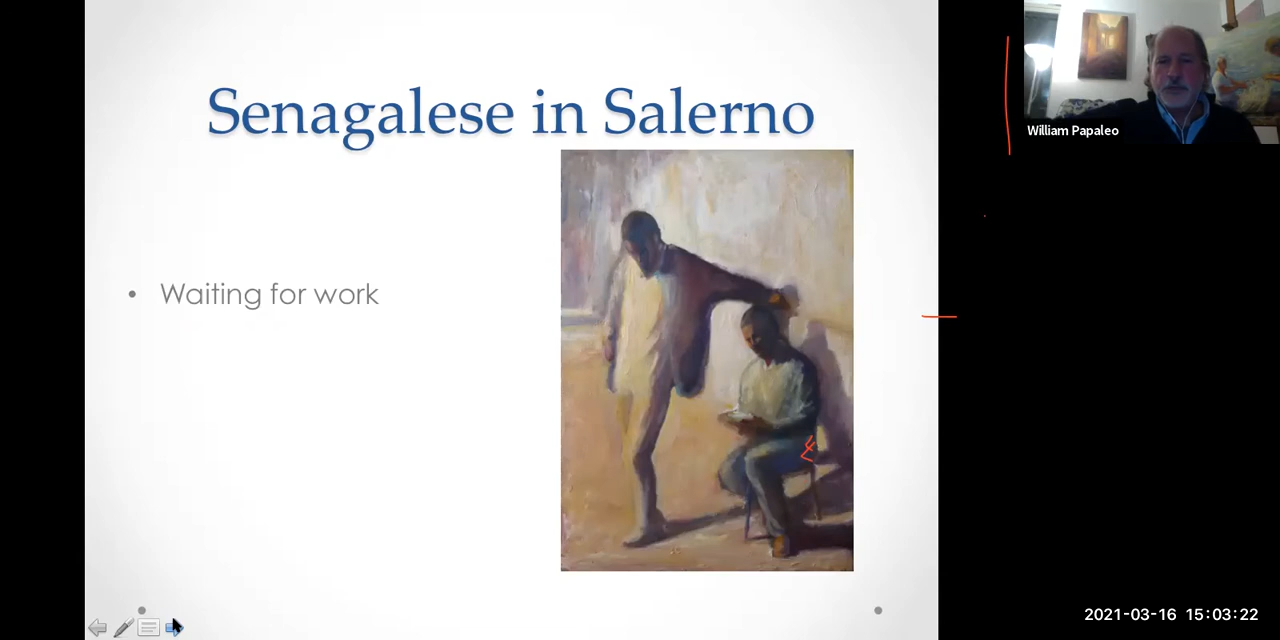 Senagalese in Salerno
• Waiting for work
William Papaleo
2021-03-16 15:03:22